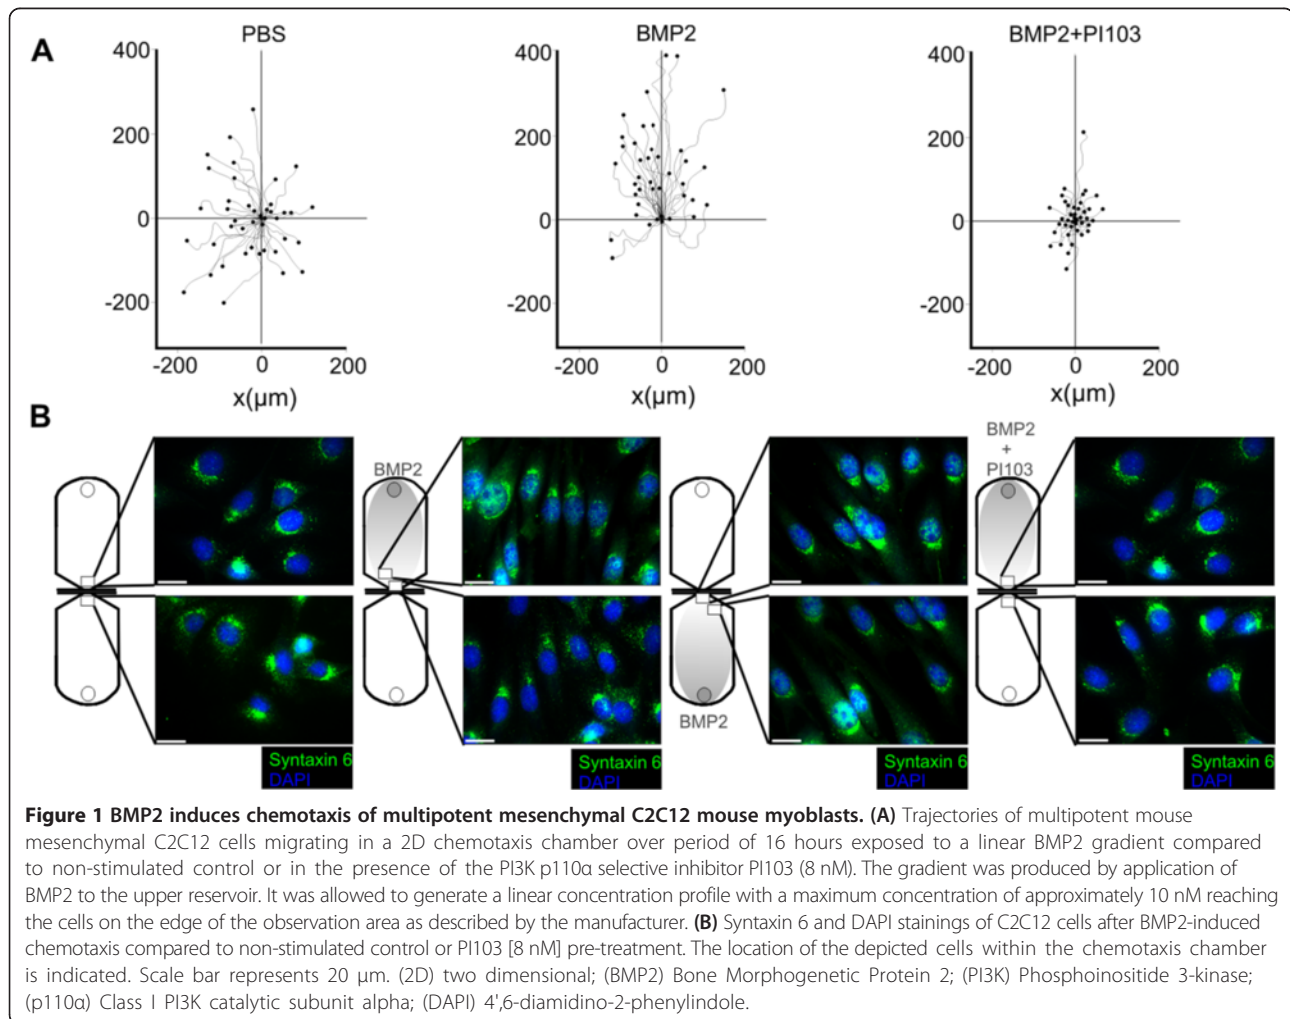 A
PBS
BMP2
BMP2+PI103
400
200
0
-200
-200
0
200
x(µm)
400
200
0
-200
-200
0
200
x(µm)
400
200
0
-200
-200
0
200
x(µm)
B
BMP2
BMP2
BMP2
+
PI103
Syntaxin 6
DAPI
Syntaxin 6
DAPI
Syntaxin 6
DAPI
Syntaxin 6
DAPI
Figure 1 BMP2 induces chemotaxis of multipotent mesenchymal C2C12 mouse myoblasts. (A) Trajectories of multipotent mouse
mesenchymal C2C12 cells migrating in a 2D chemotaxis chamber over period of 16 hours exposed to a linear BMP2 gradient compared
to non-stimulated control or in the presence of the PI3K p110α selective inhibitor PI103 (8 nM). The gradient was produced by application of
BMP2 to the upper reservoir. It was allowed to generate a linear concentration profile with a maximum concentration of approximately 10 nM reaching
the cells on the edge of the observation area as described by the manufacturer. (B) Syntaxin 6 and DAPI stainings of C2C12 cells after BMP2-induced
chemotaxis compared to non-stimulated control or PI103 [8 nM] pre-treatment. The location of the depicted cells within the chemotaxis chamber
is indicated. Scale bar represents 20 µm. (2D) two dimensional; (BMP2) Bone Morphogenetic Protein 2; (PI3K) Phosphoinositide 3-kinase;
(p110α) Class I PI3K catalytic subunit alpha; (DAPI) 4',6-diamidino-2-phenylindole.